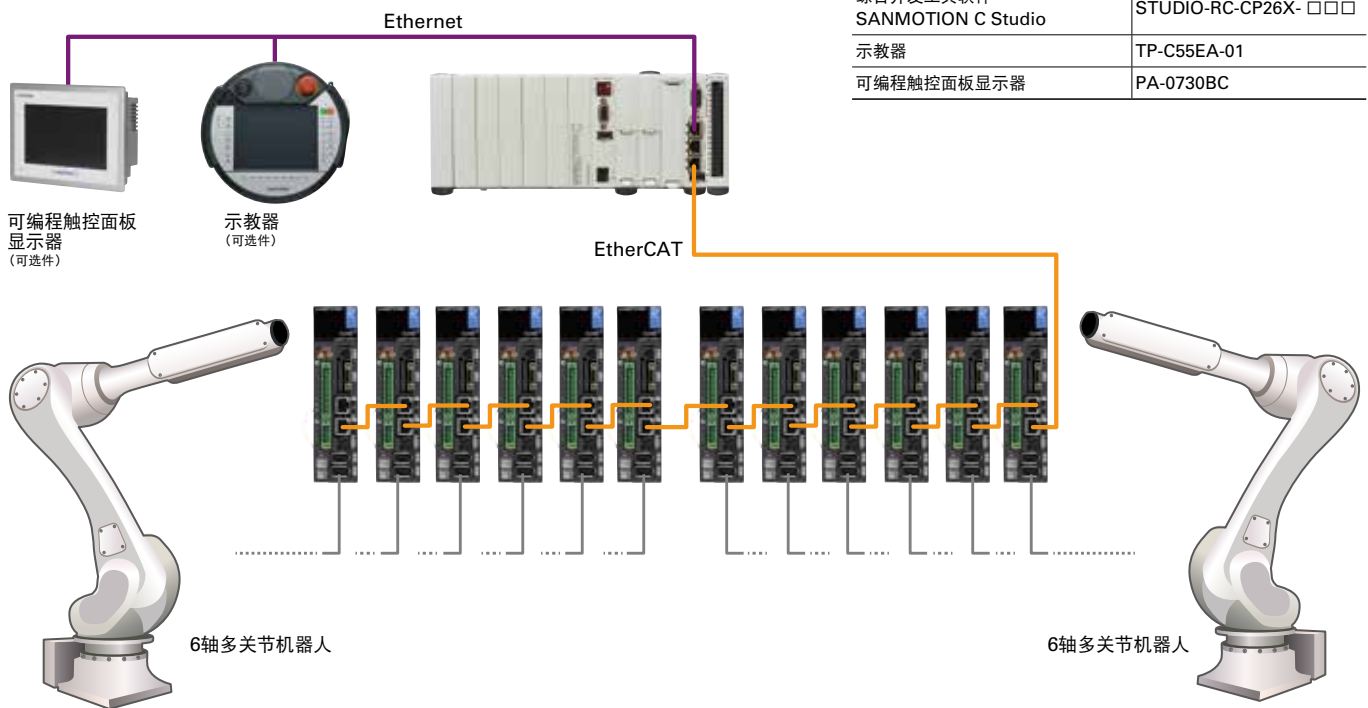 Ethernet
SANMOTION C Studio
STUDIO-RC-CP26X- □□□
示教器
TP-C55EA-01
可编程触控面板显示器
PA-0730BC
可编程触控面板
显示器
(可选件)
示教器
(可选件)
EtherCAT
6轴多关节机器人
6轴多关节机器人